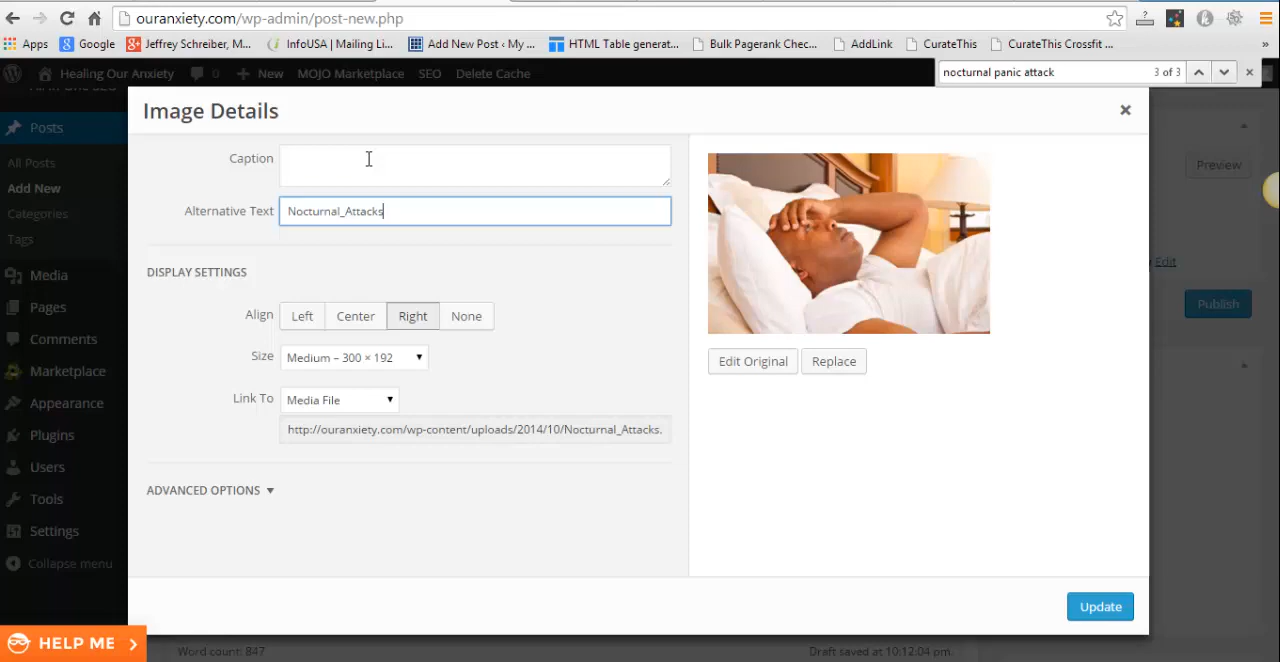 ouranxiety.com/wp-admin/post-new.php
Apps Google Jeffrey Schreiber, M... InfoUSA | Mailing Li... Add New Post ‹ My ... HTML Table generat... Bulk Pagerank Chec... AddLink CurateThis CurateThis Crossfit ... »
Healing Our Anxiety 0 New MOJO Marketplace SEO Delete Cache
nocturnal panic attack 3 of 3
Image Details
Posts
All Posts
Add New
Categories
Tags
Media
Pages
Comments
Marketplace
Appearance
Plugins
Users
Tools
Settings
Collapse menu
HELP ME
Caption
Alternative Text Nocturnal_Attacks
DISPLAY SETTINGS
Align Left Center Right None
Size Medium – 300 × 192
Link To Media File
http://ouranxiety.com/wp-content/uploads/2014/10/Nocturnal_Attacks.
ADVANCED OPTIONS
Edit Original Replace
Update
Preview
Edit
Publish
Word count: 847 Draft saved at 10:12:04 pm.